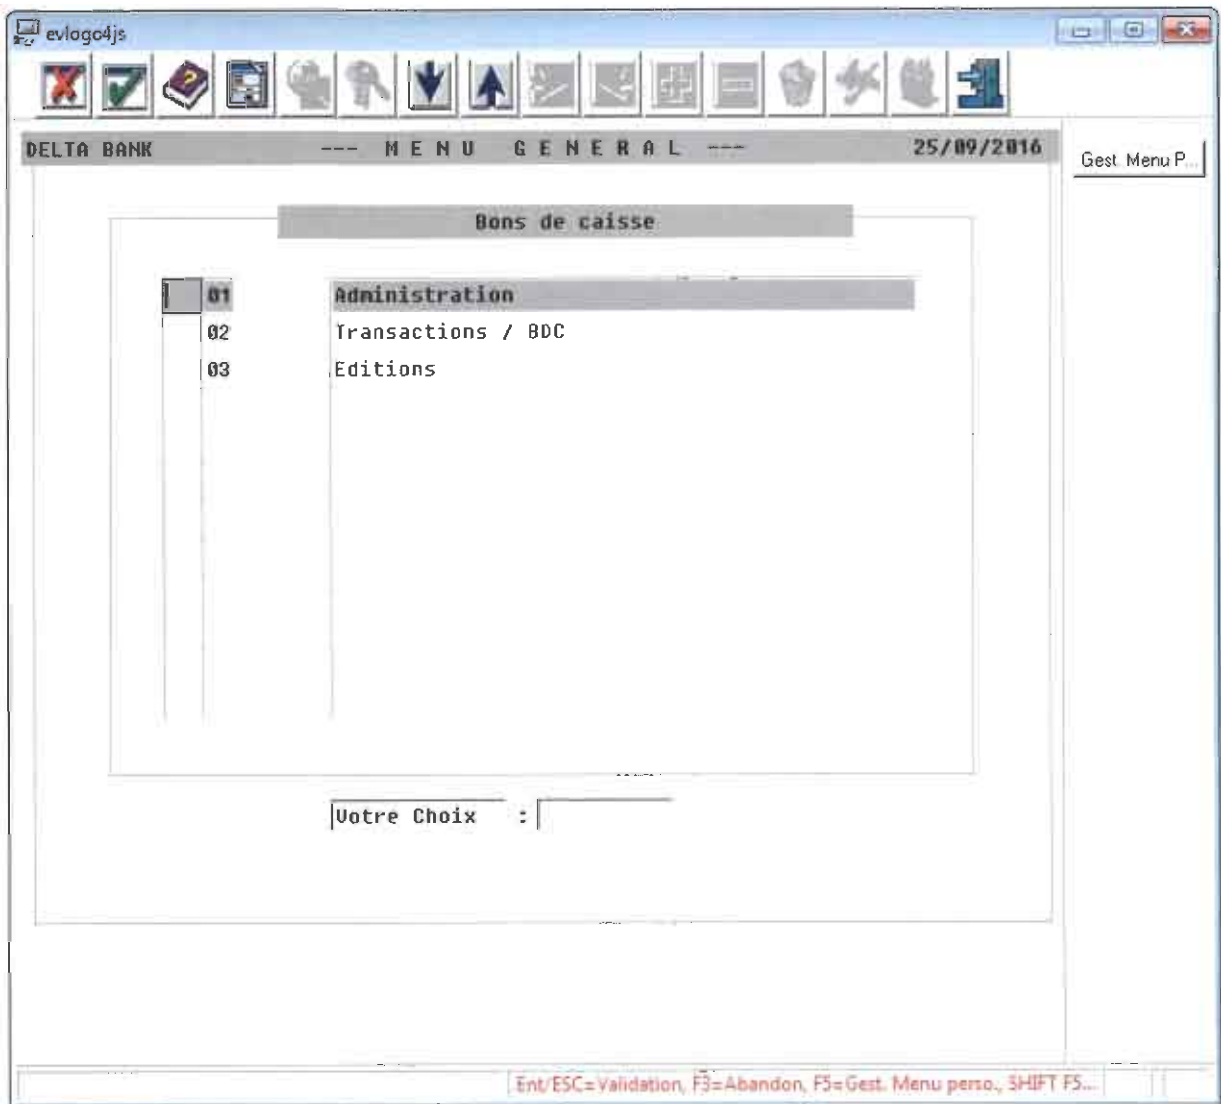 evlogo4js
DELTA BANK --- M E N U G E N E R A L --- 25/09/2016
Gest. Menu P...
Bons de caisse
01 Administration
02 Transactions / BDC
03 Editions
Votre Choix :
Ent/ESC=Validation, F3=Abandon, F5=Gest. Menu perso., SHIFT F5...